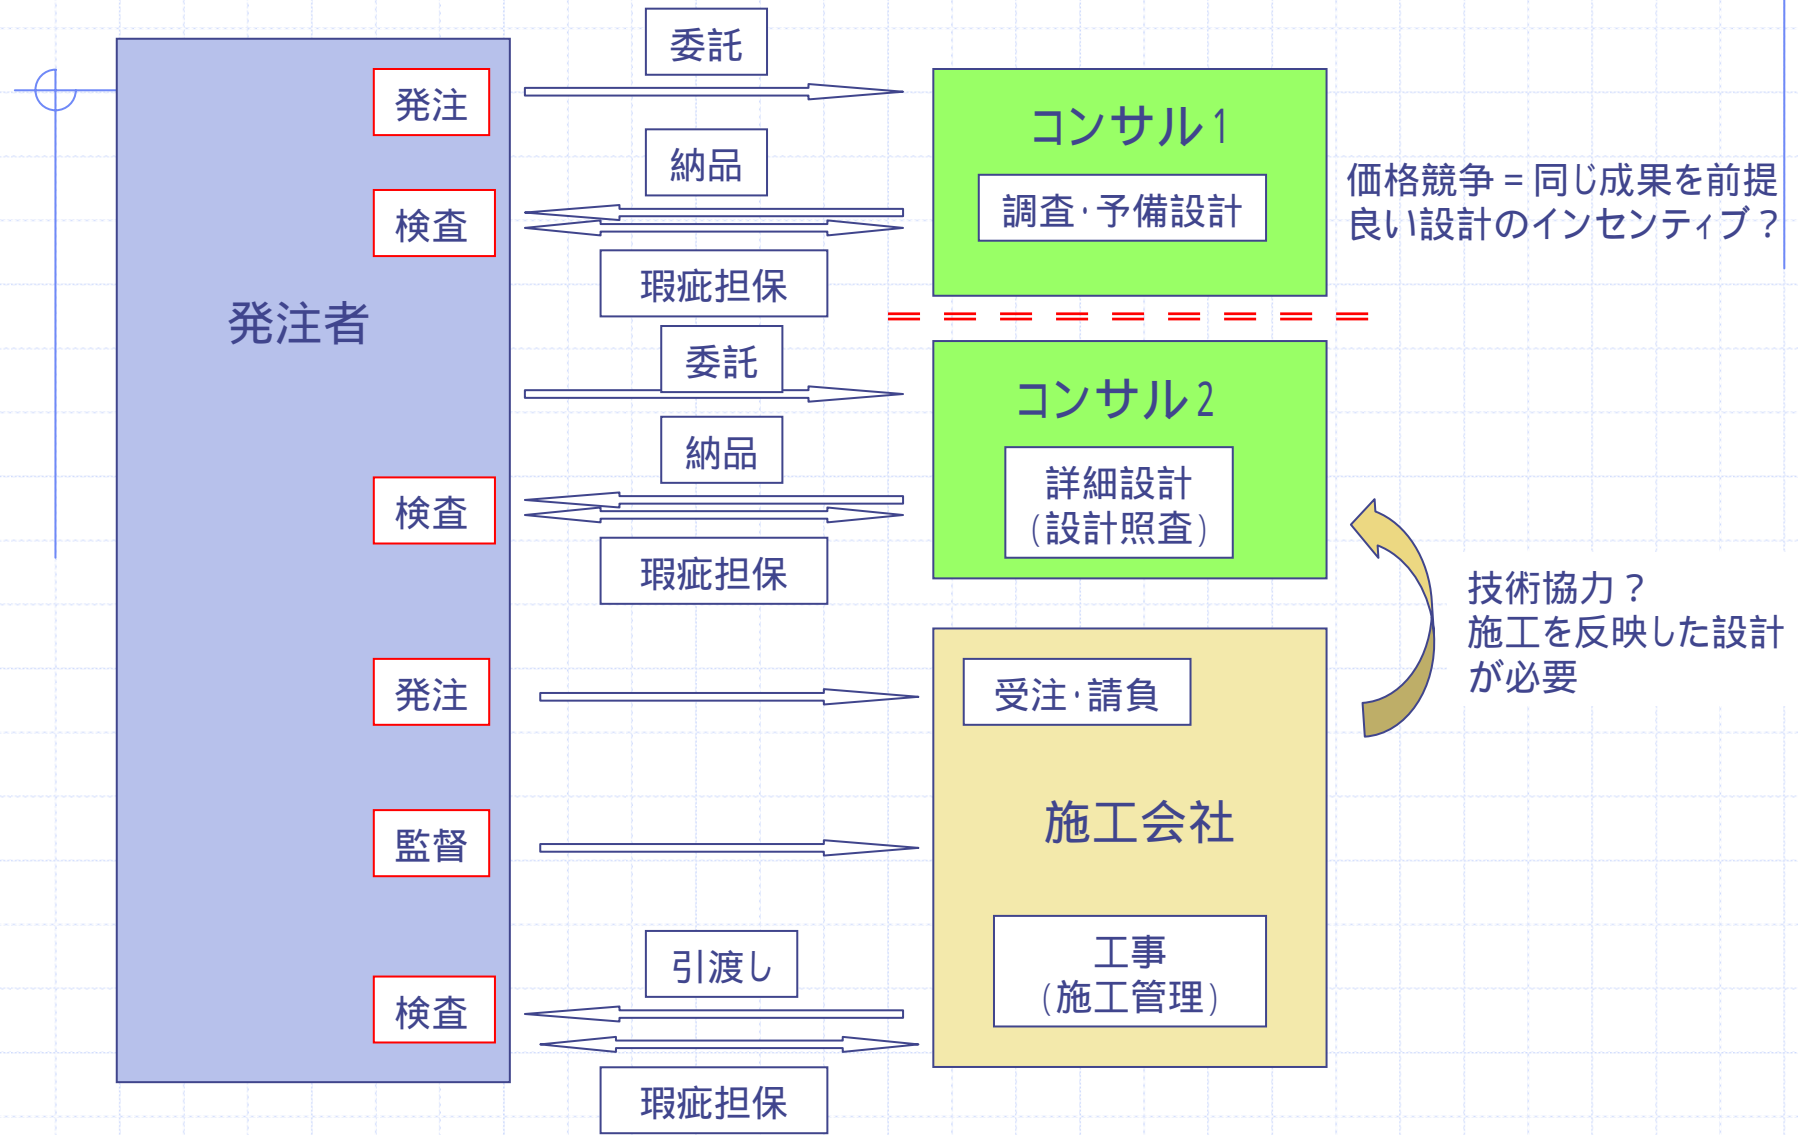 委託
発注
コンサル1
納品
調査・予備設計
価格競争＝同じ成果を前提
良い設計のインセンティブ？
検査
瑕疵担保
発注者
委託
コンサル2
納品
詳細設計
(設計照査)
検査
瑕疵担保
技術協力？
施工を反映した設計
が必要
発注
受注・請負
監督
施工会社
引渡し
工事
(施工管理)
検査
瑕疵担保